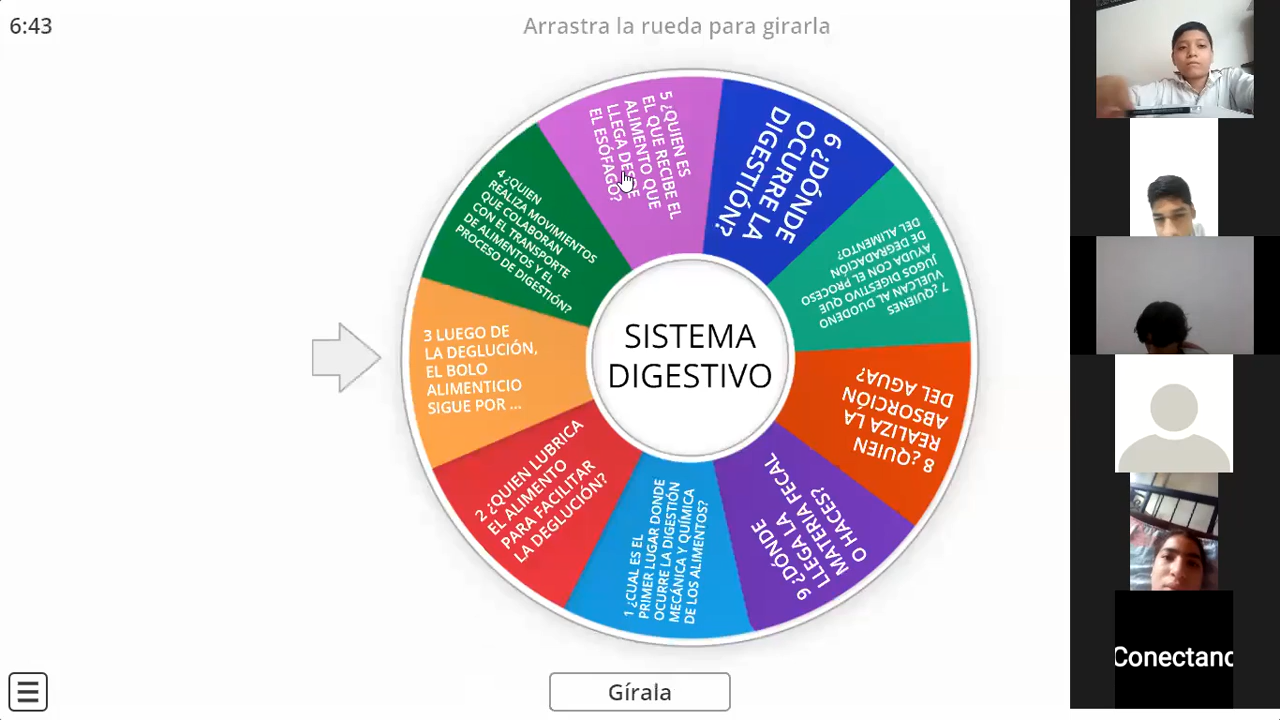 6:43
Arrastra la rueda para girarla
1 ¿CUAL ES EL
PRIMER LUGAR DONDE
OCURRE LA DIGESTIÓN
MECÁNICA Y QUÍMICA
DE LOS ALIMENTOS?
2 ¿QUIEN LUBRICA
EL ALIMENTO
PARA FACILITAR
LA DEGLUCIÓN?
3 LUEGO DE
LA DEGLUCIÓN,
EL BOLO
ALIMENTICIO
SIGUE POR ...
4 ¿QUIEN
REALIZA MOVIMIENTOS
QUE COLABORAN
CON EL TRANSPORTE
DE ALIMENTOS Y EL
PROCESO DE DIGESTIÓN?
5 ¿QUIEN ES
EL QUE RECIBE EL
ALIMENTO QUE
LLEGA DESDE
EL ESÓFAGO?
6 ¿DÓNDE
OCURRE LA
DIGESTIÓN?
7 ¿QUIENES
VUELCAN AL DUODENO
JUGOS DIGESTIVO QUE
AYUDA CON EL PROCESO
DE DEGRADACIÓN
DEL ALIMENTO?
8 ¿QUIEN
REALIZA LA
ABSORCIÓN
DEL AGUA?
9 ¿DÓNDE
LLEGA LA
MATERIA FECAL
O HACES?
SISTEMA
DIGESTIVO
Gírala
Conectand